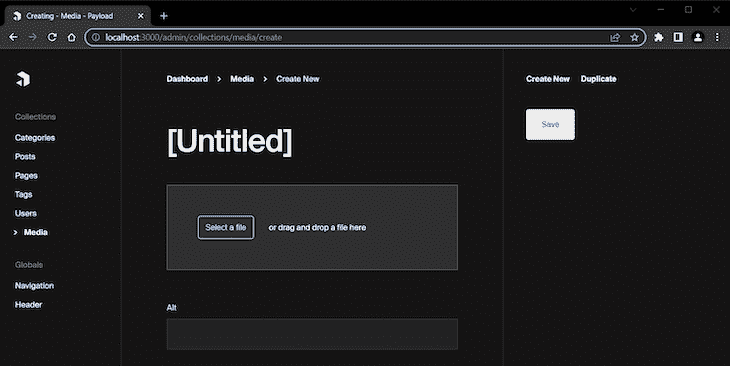 Creating - Media - Payload
localhost:3000/admin/collections/media/create
Dashboard > Media > Create New
Create New Duplicate
Save
Collections
Categories
Posts
Pages
Tags
Users
> Media
Globals
Navigation
Header
[Untitled]
Select a file or drag and drop a file here
Alt